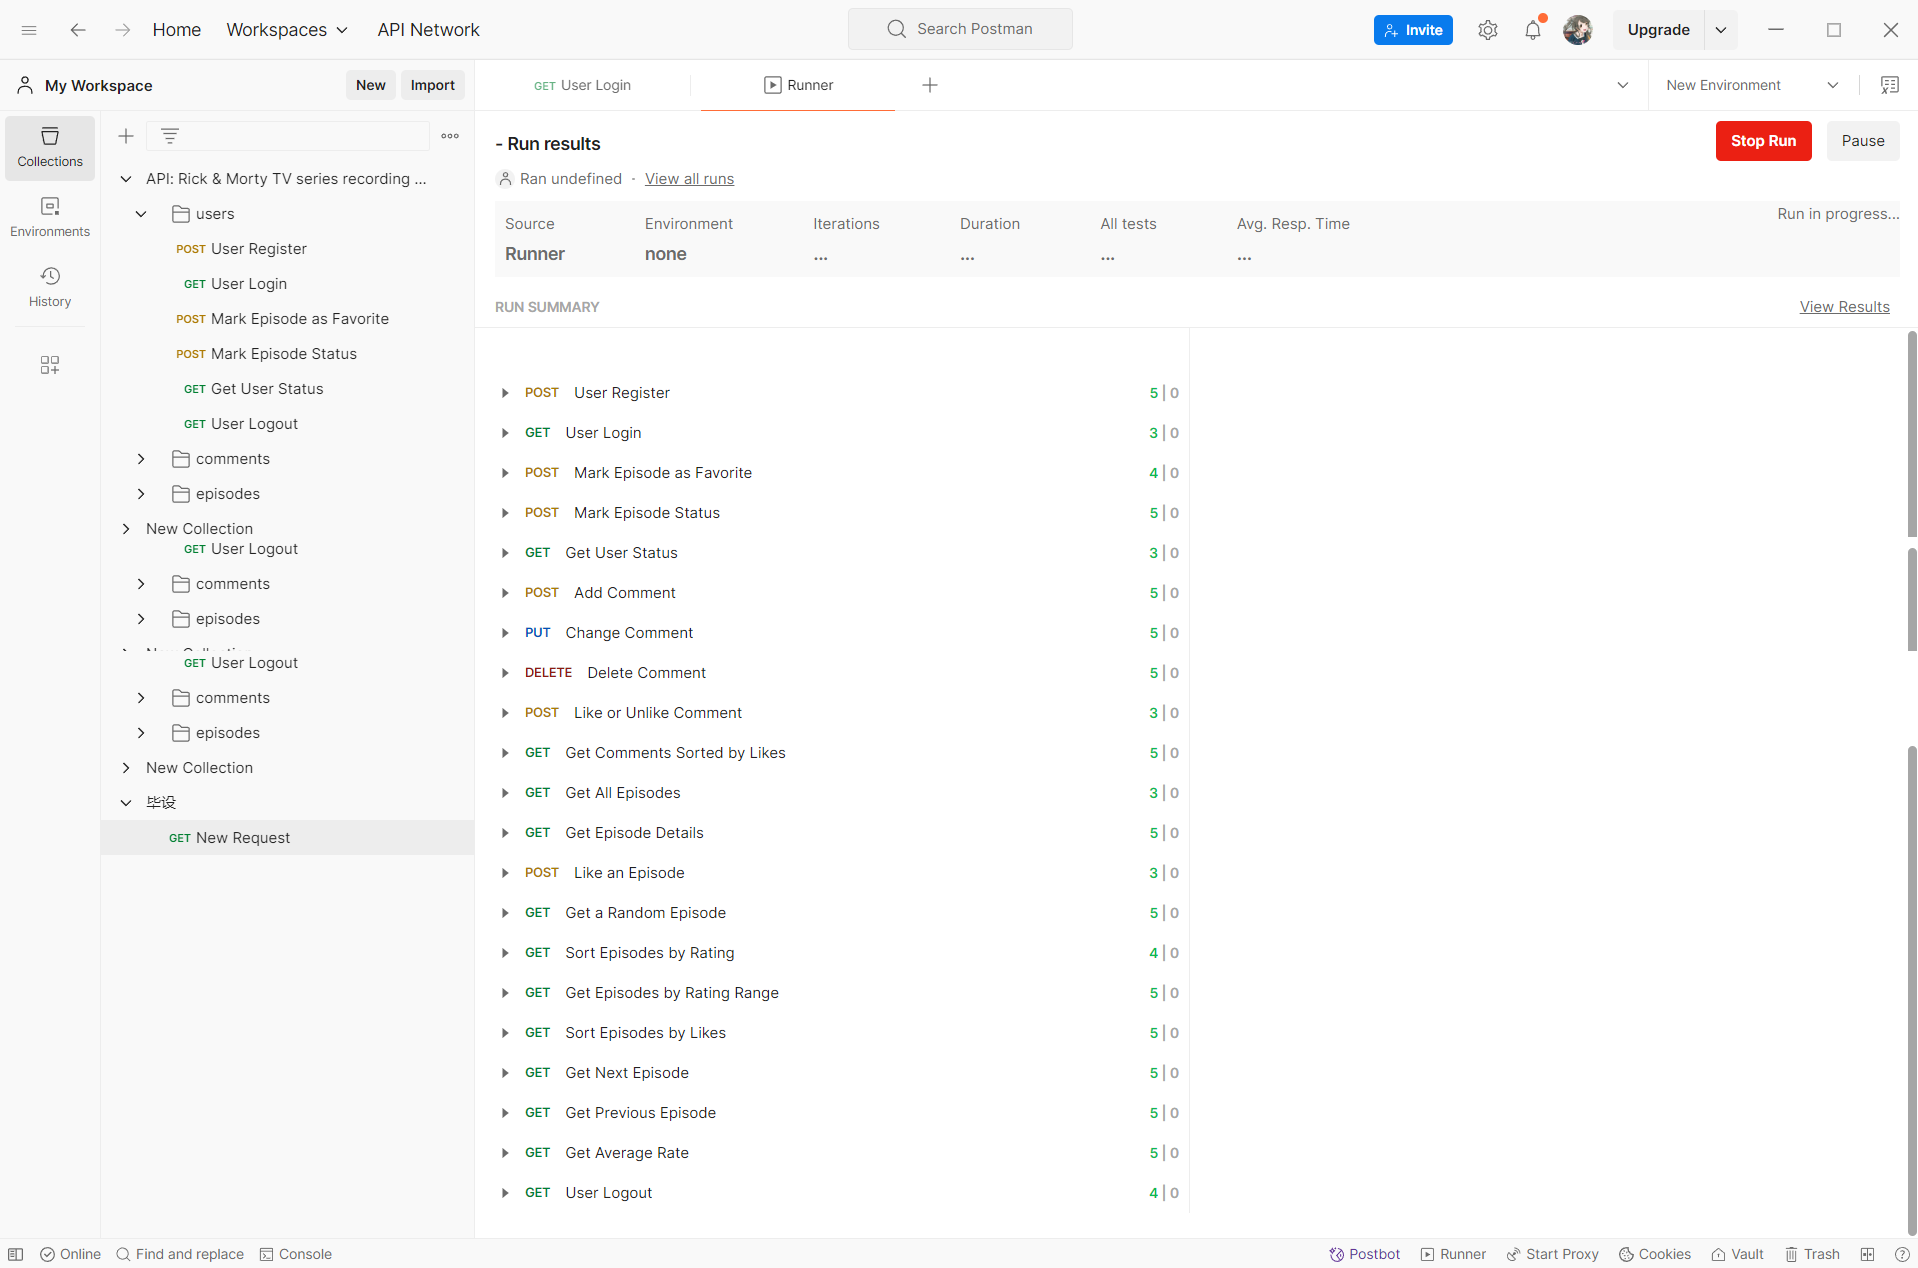 Home Workspaces API Network Search Postman Invite Upgrade
My Workspace New Import GET User Login Runner New Environment
Collections
Environments
History
API: Rick & Morty TV series recording ...
users
POST User Register
GET User Login
POST Mark Episode as Favorite
POST Mark Episode Status
GET Get User Status
GET User Logout
comments
episodes
New Collection
GET User Logout
comments
episodes
GET User Logout
comments
episodes
New Collection
毕设
GET New Request
- Run results Stop Run Pause
Ran undefined · View all runs
Source Environment Iterations Duration All tests Avg. Resp. Time Run in progress...
Runner none ... ... ... ...
RUN SUMMARY View Results
POST User Register 5 | 0
GET User Login 3 | 0
POST Mark Episode as Favorite 4 | 0
POST Mark Episode Status 5 | 0
GET Get User Status 3 | 0
POST Add Comment 5 | 0
PUT Change Comment 5 | 0
DELETE Delete Comment 5 | 0
POST Like or Unlike Comment 3 | 0
GET Get Comments Sorted by Likes 5 | 0
GET Get All Episodes 3 | 0
GET Get Episode Details 5 | 0
POST Like an Episode 3 | 0
GET Get a Random Episode 5 | 0
GET Sort Episodes by Rating 4 | 0
GET Get Episodes by Rating Range 5 | 0
GET Sort Episodes by Likes 5 | 0
GET Get Next Episode 5 | 0
GET Get Previous Episode 5 | 0
GET Get Average Rate 5 | 0
GET User Logout 4 | 0
Online Find and replace Console Postbot Runner Start Proxy Cookies Vault Trash